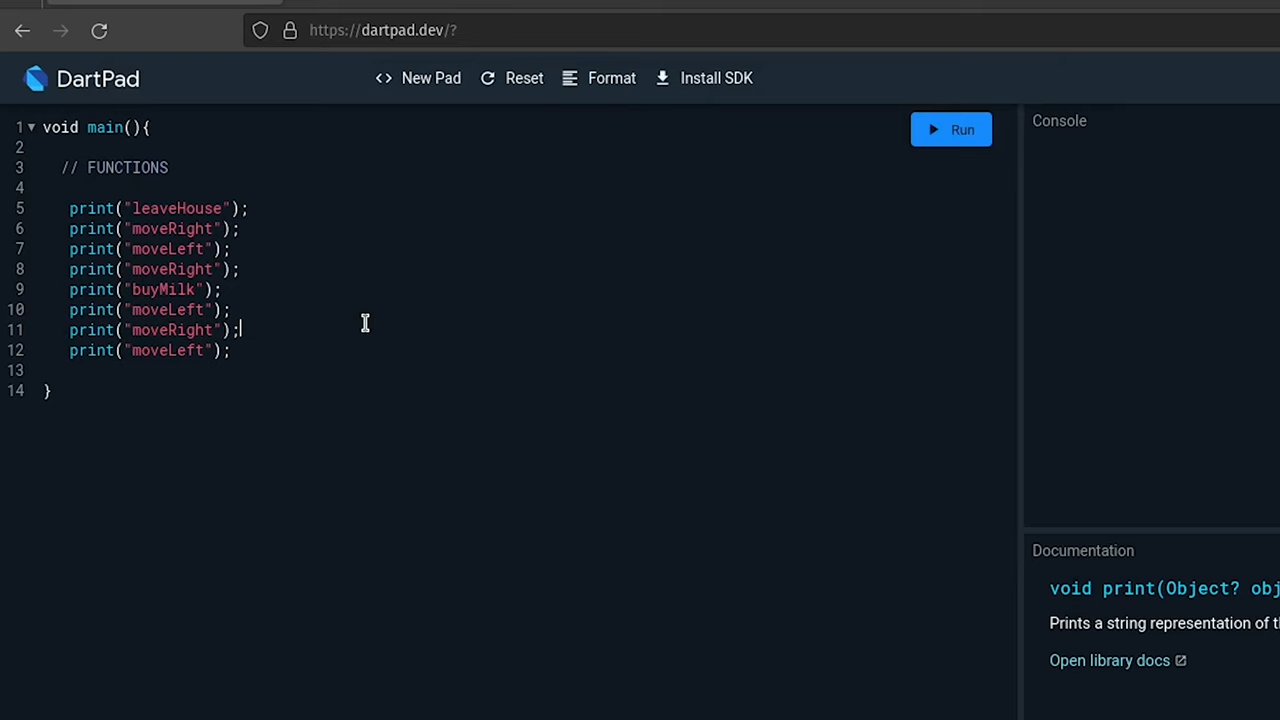 https://dartpad.dev/?
DartPad
New Pad
Reset
Format
Install SDK
1 void main(){
Run
Console
2
3 // FUNCTIONS
4
5 print("leaveHouse");
6 print("moveRight");
7 print("moveLeft");
8 print("moveRight");
9 print("buyMilk");
10 print("moveLeft");
11 print("moveRight");
12 print("moveLeft");
13
14 }
Documentation
void print(Object? obj
Prints a string representation of t
Open library docs